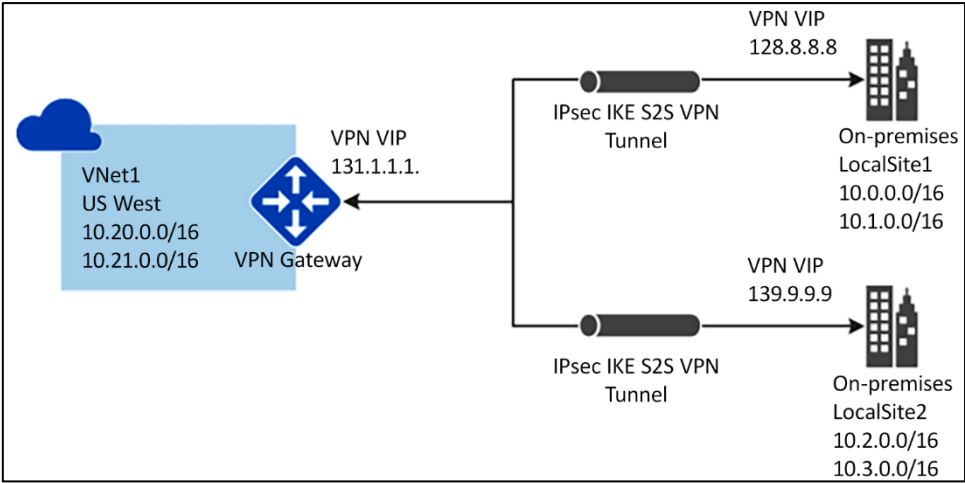 VNet1
US West
10.20.0.0/16
10.21.0.0/16
VPN VIP
131.1.1.1.
VPN Gateway
IPsec IKE S2S VPN
Tunnel
VPN VIP
128.8.8.8
On-premises
LocalSite1
10.0.0.0/16
10.1.0.0/16
IPsec IKE S2S VPN
Tunnel
VPN VIP
139.9.9.9
On-premises
LocalSite2
10.2.0.0/16
10.3.0.0/16